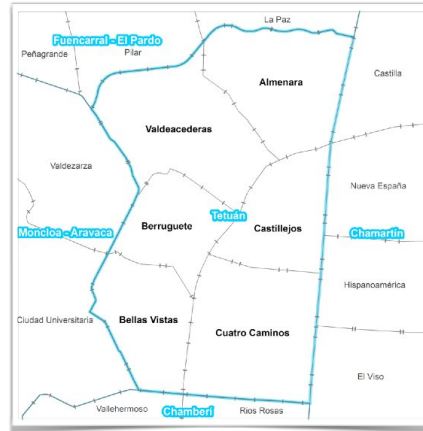 La Paz
Fuencarral - El Pardo
Pilar
Peñagrande
Almenara
Castilla
Valdeacederas
Valdezarza
Nueva España
Tetuán
Berruguete
Castillejos
Moncloa - Aravaca
Chamartín
Hispanoamérica
Ciudad Universitaria
Bellas Vistas
Cuatro Caminos
El Viso
Vallehermoso
Chamberí
Rios Rosas